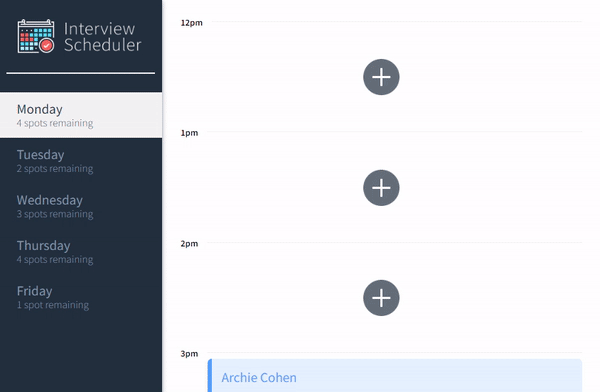 Interview
Scheduler
Monday
4 spots remaining
Tuesday
2 spots remaining
Wednesday
3 spots remaining
Thursday
4 spots remaining
Friday
1 spot remaining
12pm
1pm
2pm
3pm
Archie Cohen